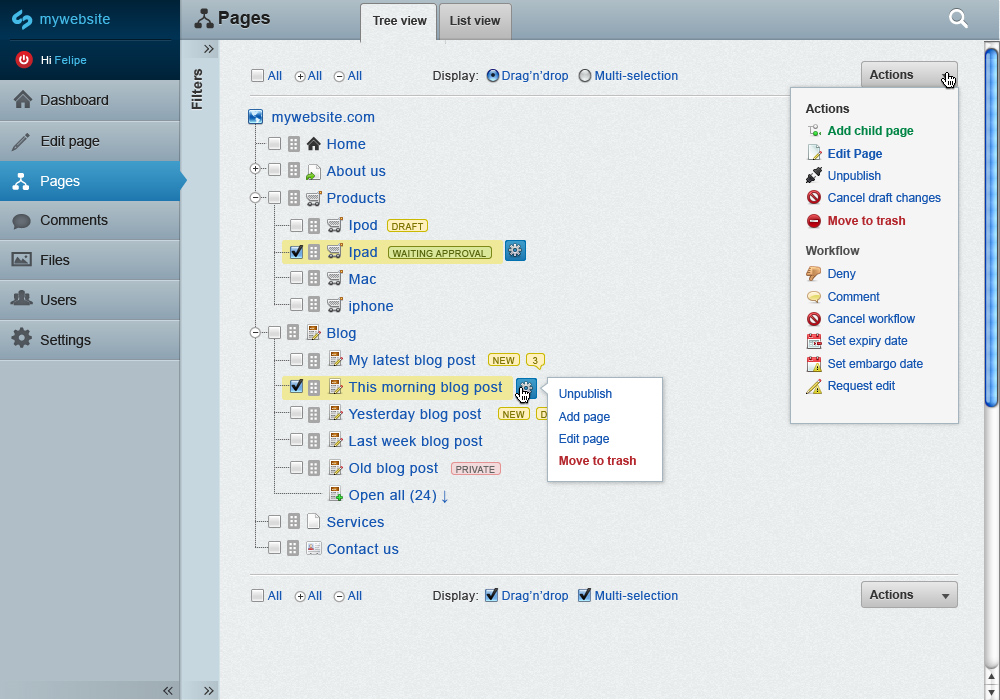 mywebsite
Pages
Tree view
List view
Hi Felipe
Filters
Dashboard
Edit page
Pages
Comments
Files
Users
Settings
All All All
Display: Drag'n'drop Multi-selection
Actions
mywebsite.com
Home
About us
Products
Ipod DRAFT
Ipad WAITING APPROVAL
Mac
iphone
Blog
My latest blog post NEW 3
This morning blog post
Yesterday blog post NEW D
Last week blog post
Old blog post PRIVATE
Open all (24) ↓
Services
Contact us
Unpublish
Add page
Edit page
Move to trash
Actions
Add child page
Edit Page
Unpublish
Cancel draft changes
Move to trash
Workflow
Deny
Comment
Cancel workflow
Set expiry date
Set embargo date
Request edit
All All All
Display: Drag'n'drop Multi-selection
Actions